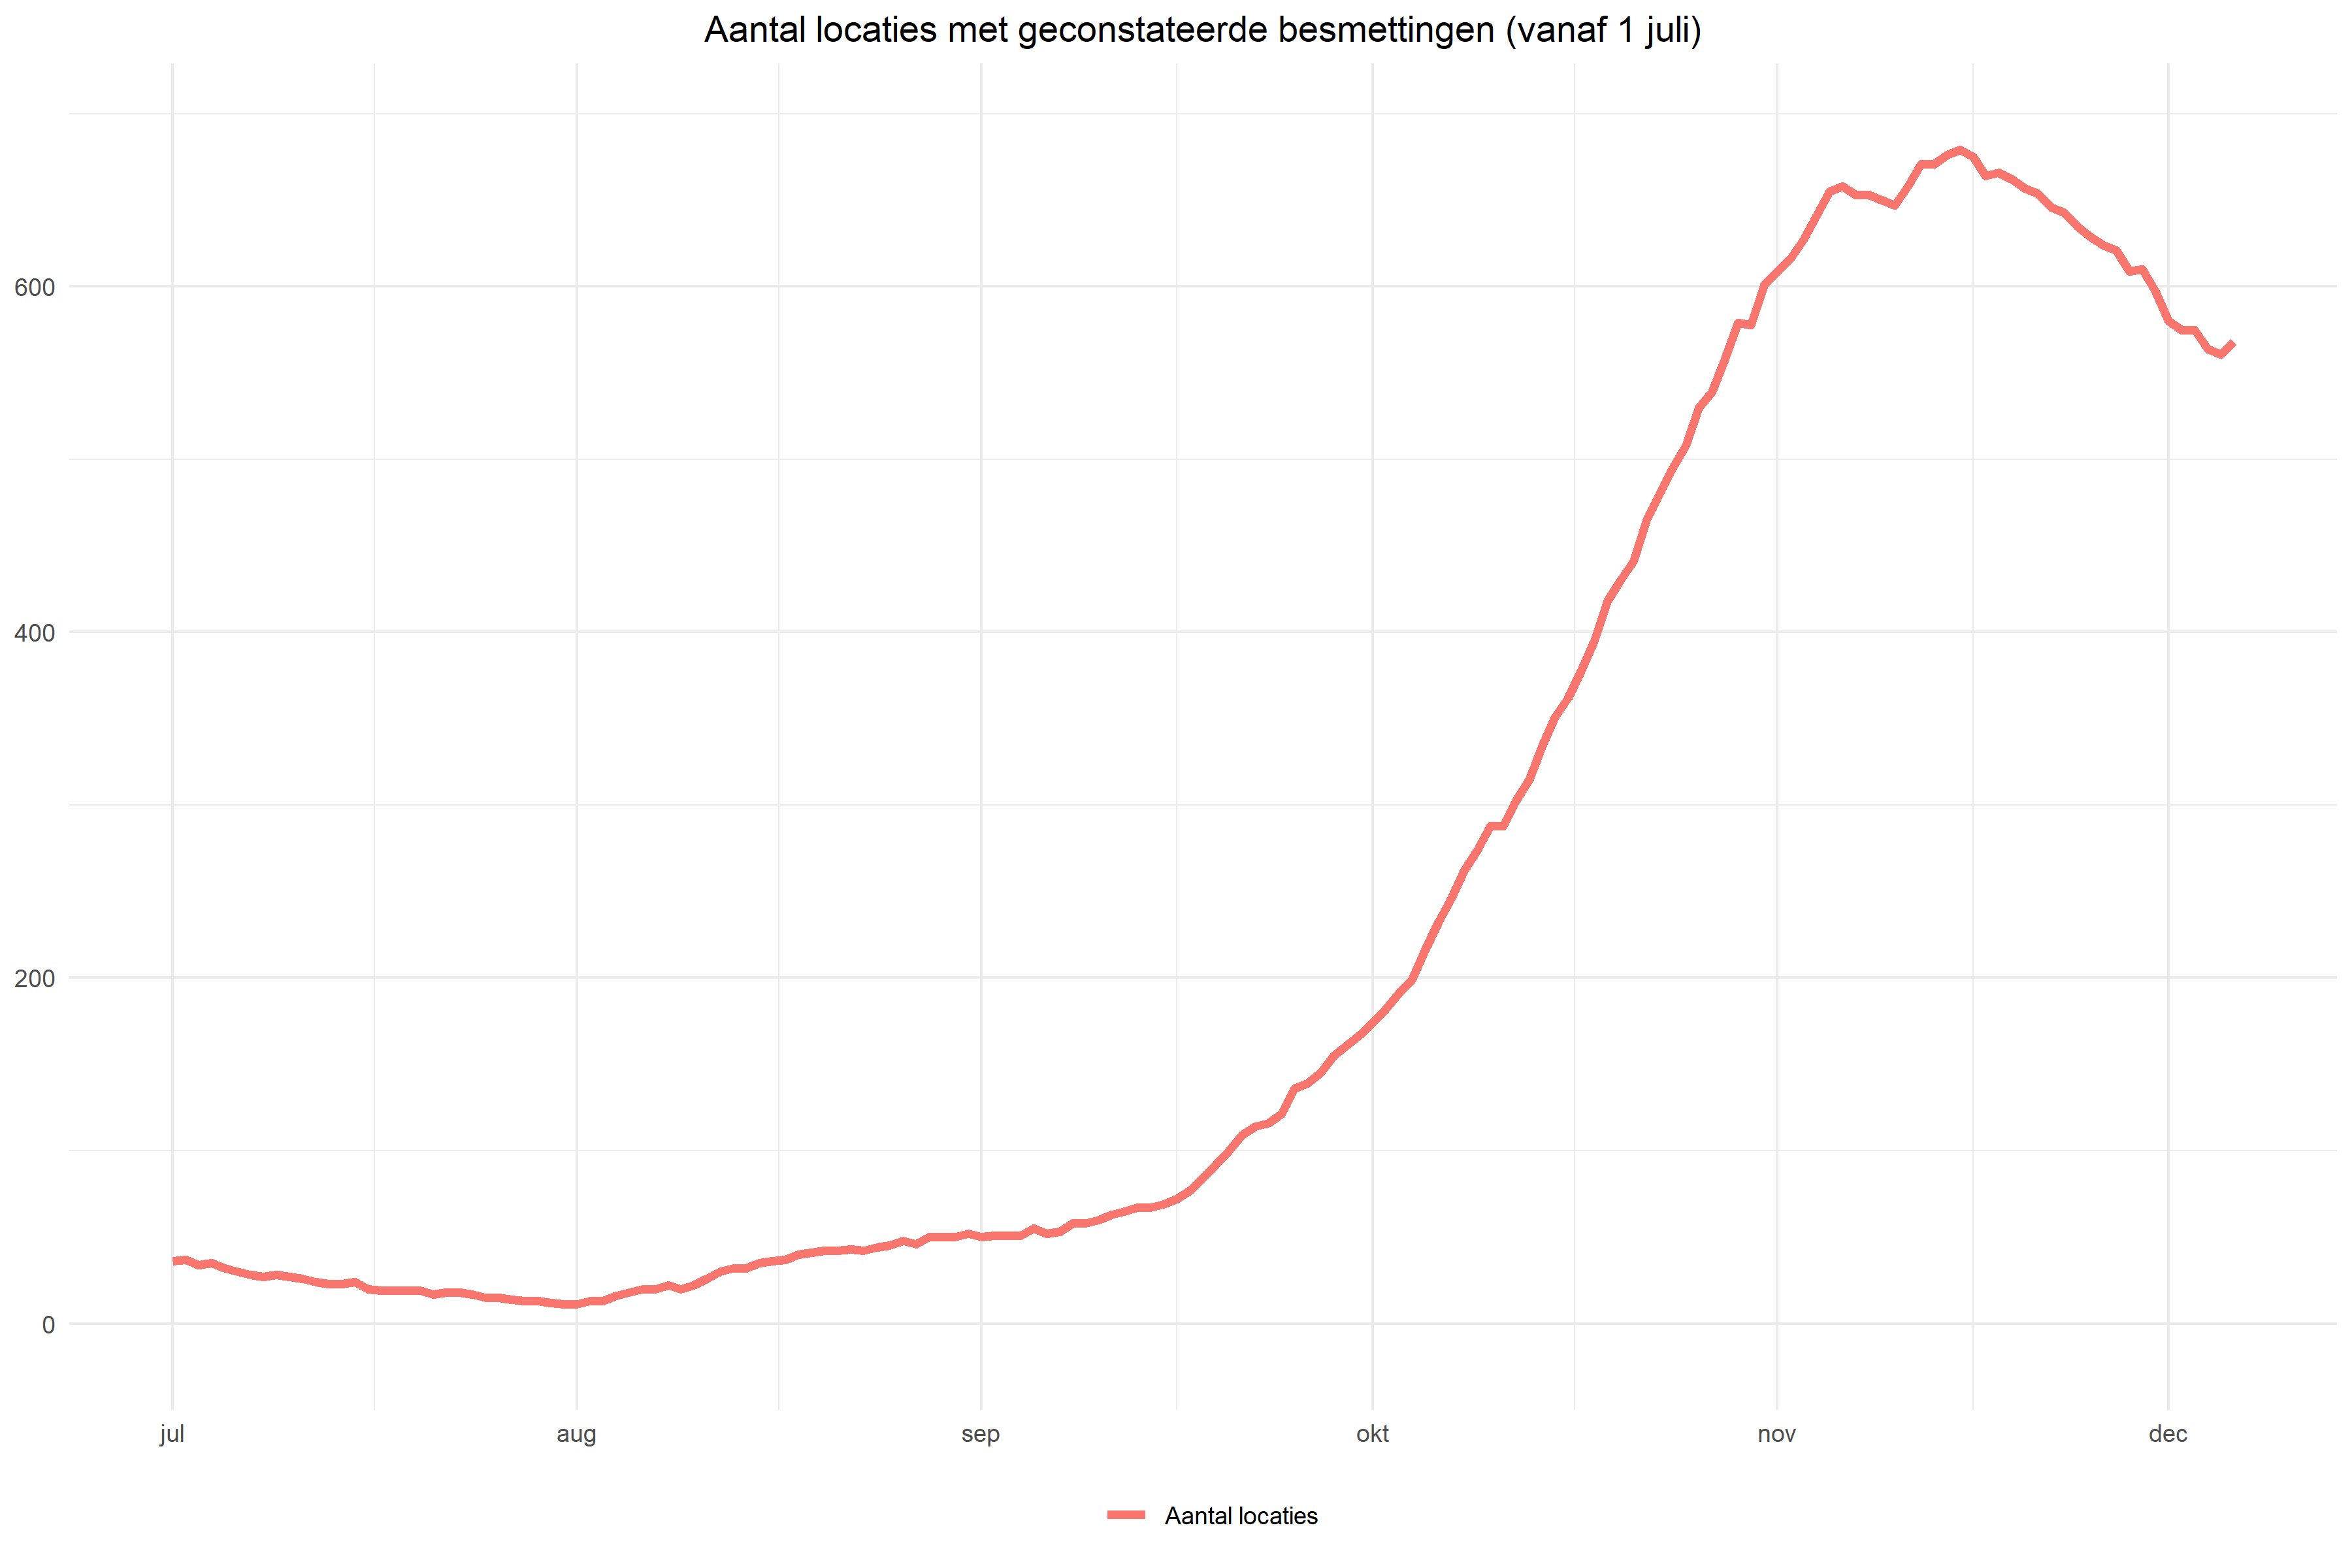 Aantal locaties met geconstateerde besmettingen (vanaf 1 juli)
600
400
200
0
jul aug sep okt nov dec
Aantal locaties